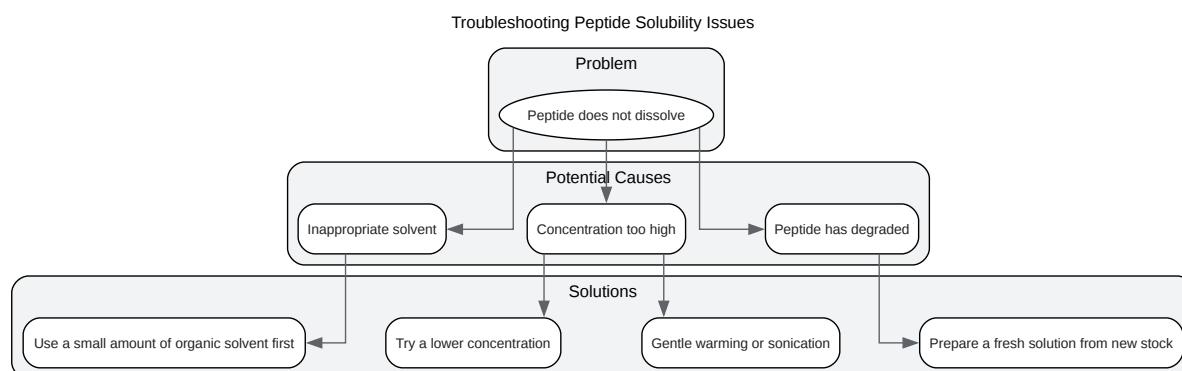 Troubleshooting Peptide Solubility Issues
Problem
Peptide does not dissolve
Potential Causes
Inappropriate solvent
Concentration too high
Peptide has degraded
Solutions
Use a small amount of organic solvent first
Try a lower concentration
Gentle warming or sonication
Prepare a fresh solution from new stock